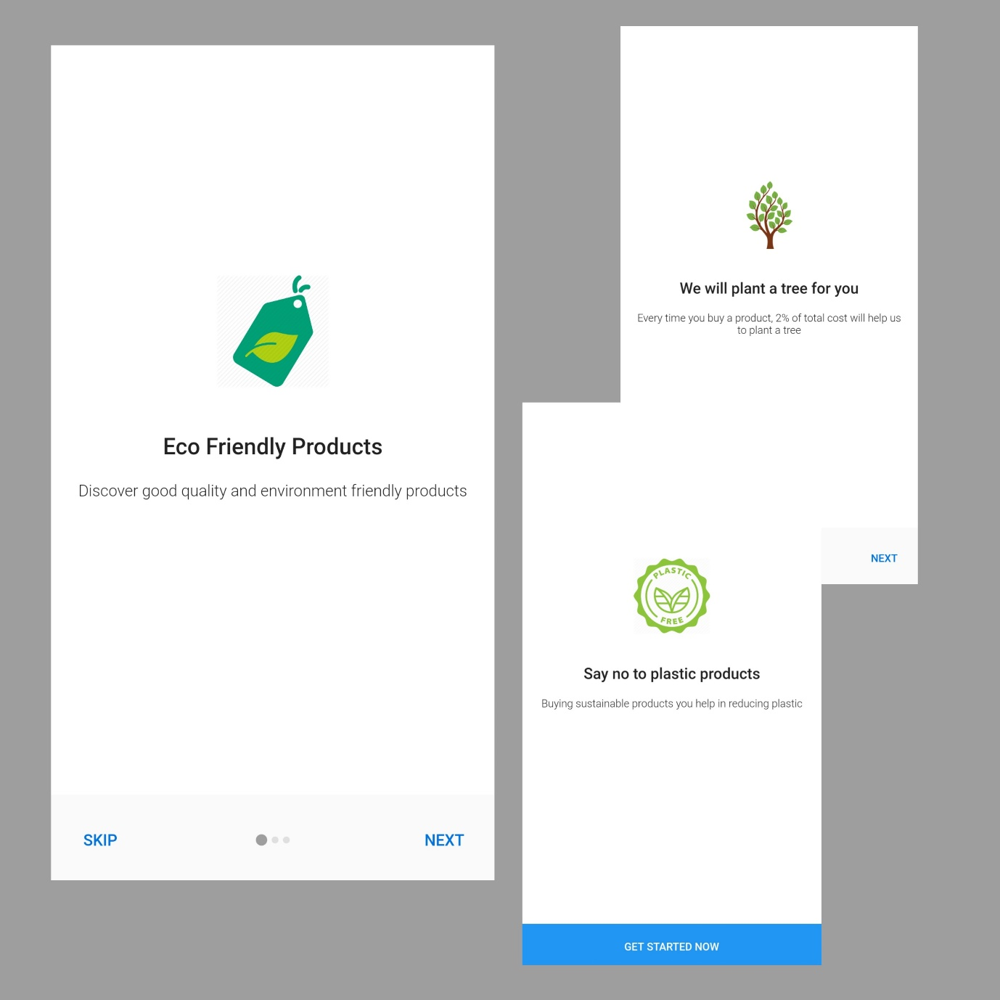 Eco Friendly Products
Discover good quality and environment friendly products
SKIP
NEXT
We will plant a tree for you
Every time you buy a product, 2% of total cost will help us
to plant a tree
NEXT
PLASTIC
FREE
Say no to plastic products
Buying sustainable products you help in reducing plastic
GET STARTED NOW